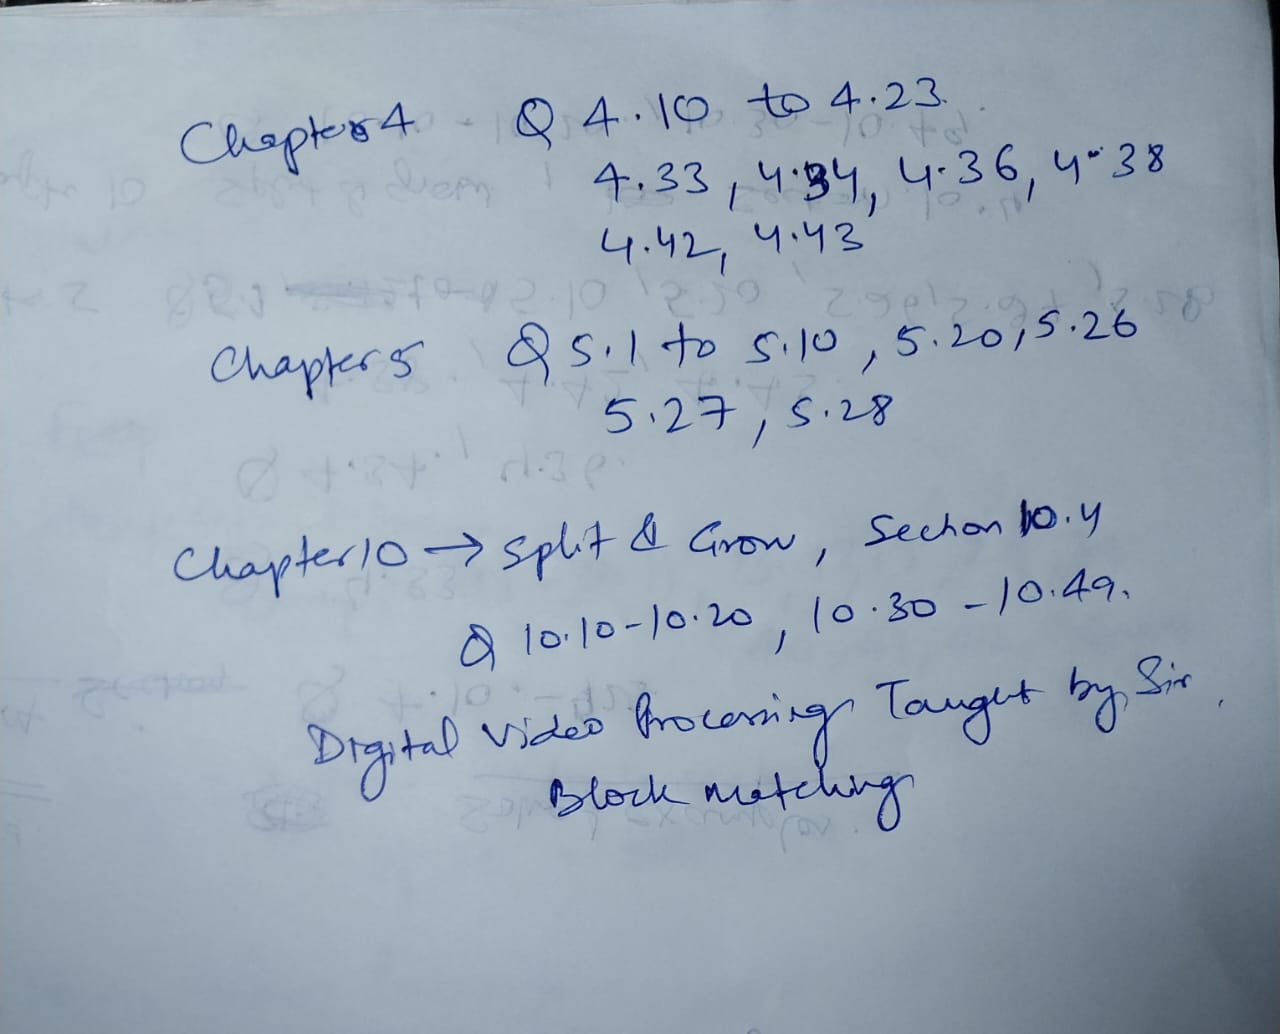 Chapter 4 Q 4.10 to 4.23.
4.33, 4.34, 4.36, 4.38
4.42, 4.43
Chapter 5 Q 5.1 to 5.10, 5.20, 5.26
5.27, 5.28
Chapter 10 → Split & Grow, Section 10.4
Q 10.10-10.20, 10.30-10.49.
Digital Video Processing Taught by Sir.
Block matching